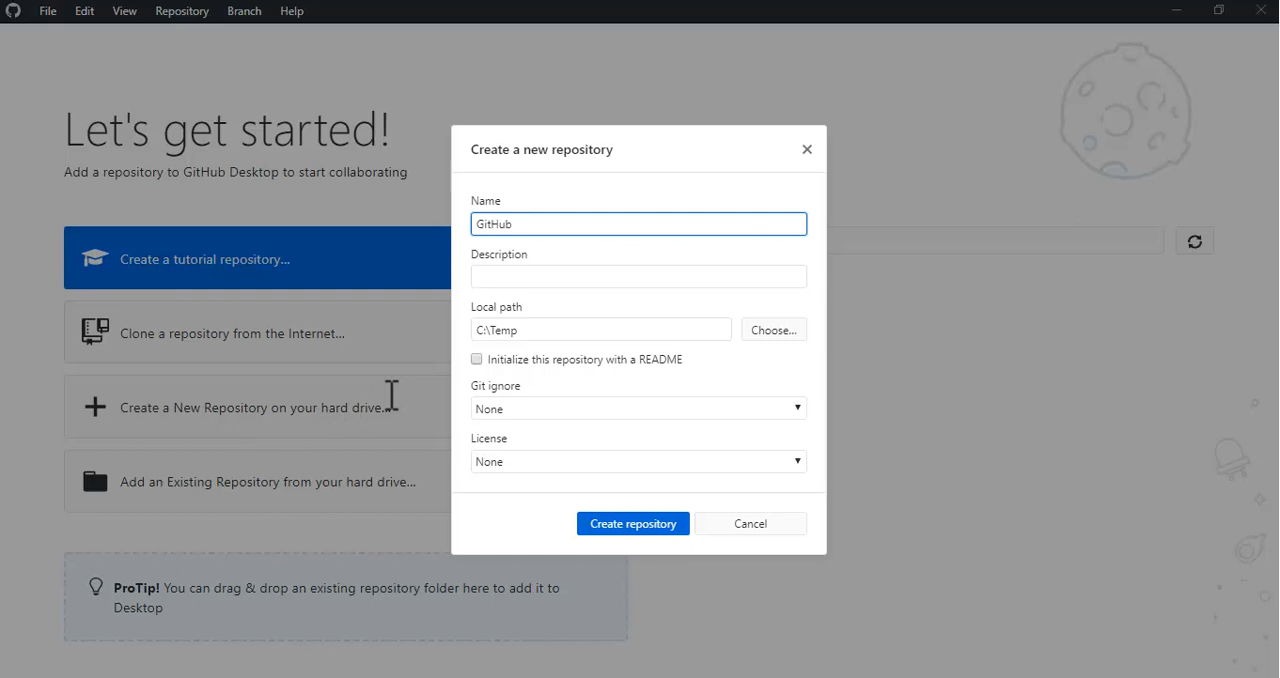 File Edit View Repository Branch Help
Let's get started!
Add a repository to GitHub Desktop to start collaborating
Create a tutorial repository...
Clone a repository from the Internet...
Create a New Repository on your hard drive...
Add an Existing Repository from your hard drive...
ProTip! You can drag & drop an existing repository folder here to add it to
Desktop
Create a new repository
Name
GitHub
Description
Local path
C:\Temp
Choose...
Initialize this repository with a README
Git ignore
None
License
None
Create repository
Cancel